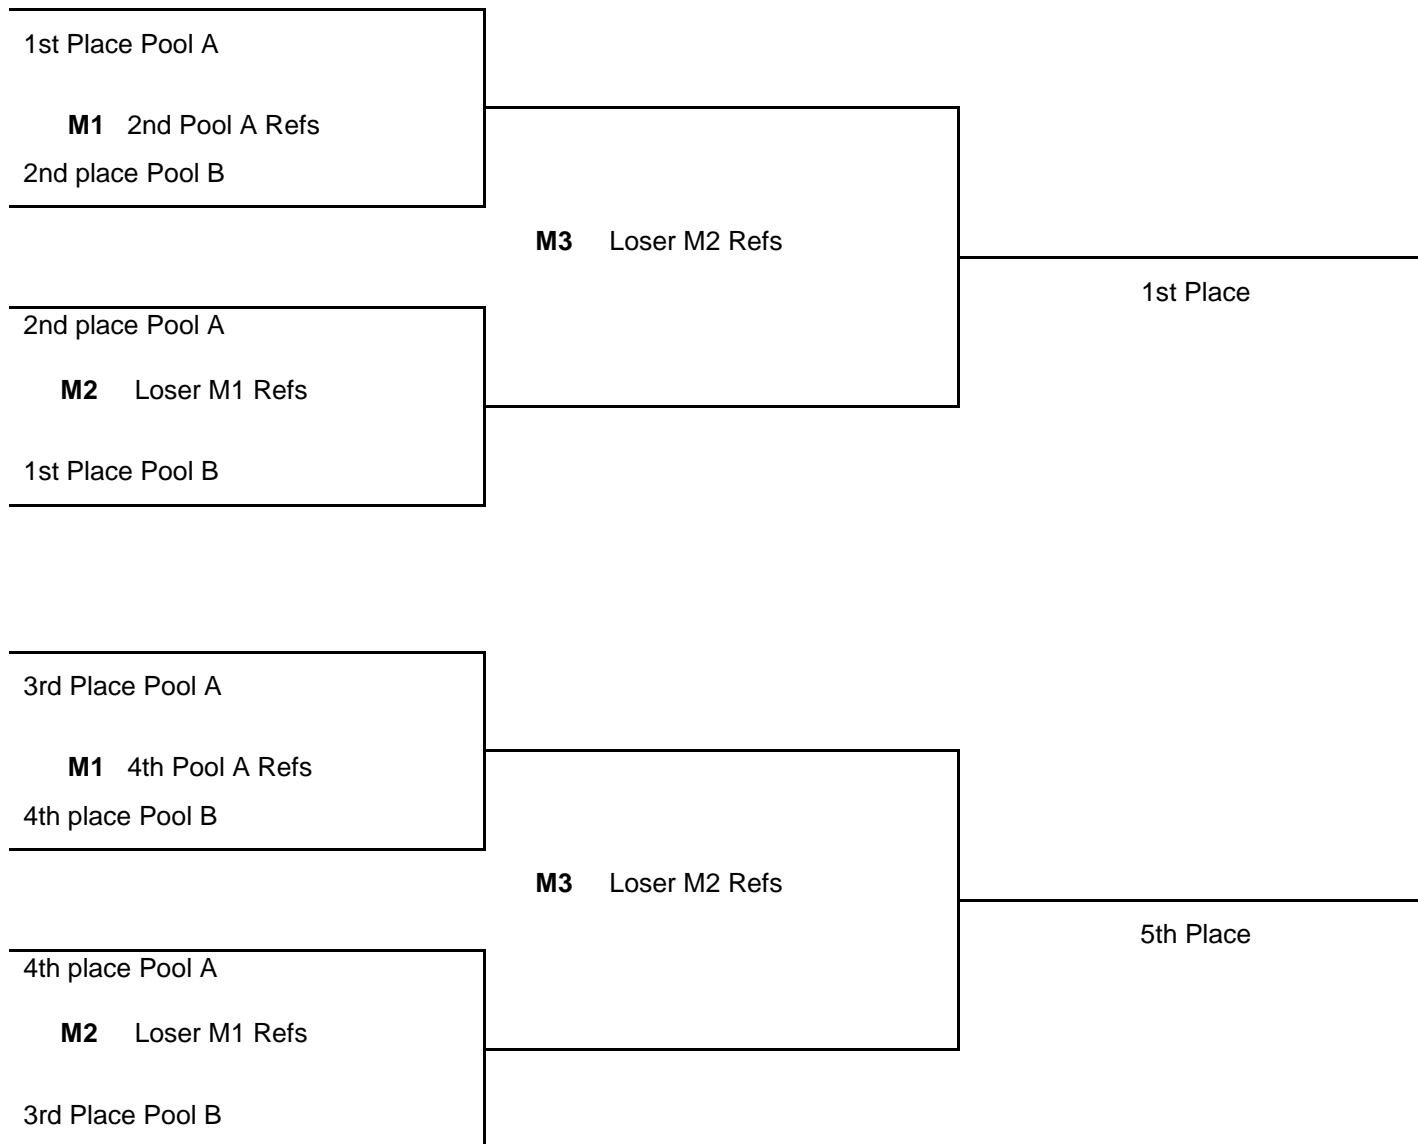 1st Place Pool A
M1 2nd Pool A Refs
2nd place Pool B
M3 Loser M2 Refs
1st Place
2nd place Pool A
M2 Loser M1 Refs
1st Place Pool B
3rd Place Pool A
M1 4th Pool A Refs
4th place Pool B
M3 Loser M2 Refs
5th Place
4th place Pool A
M2 Loser M1 Refs
3rd Place Pool B